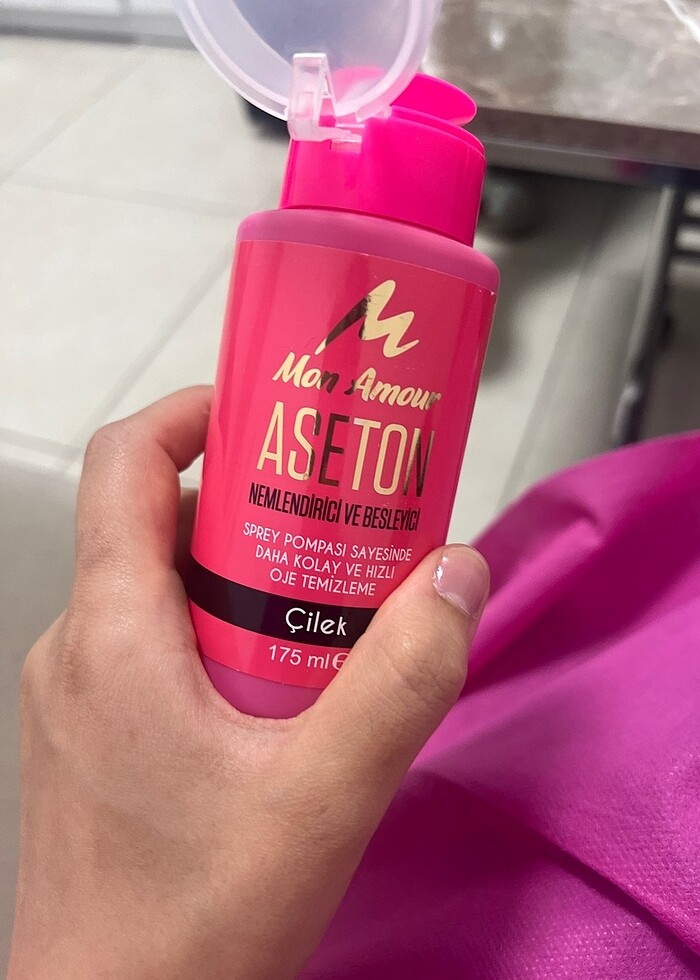 Mon Amour
ASETON
NEMLENDİRİCİ VE BESLEYİCİ
SPREY POMPASI SAYESİNDE
DAHA KOLAY VE HIZLI
OJE TEMİZLEME
Çilek
175 ml ℮